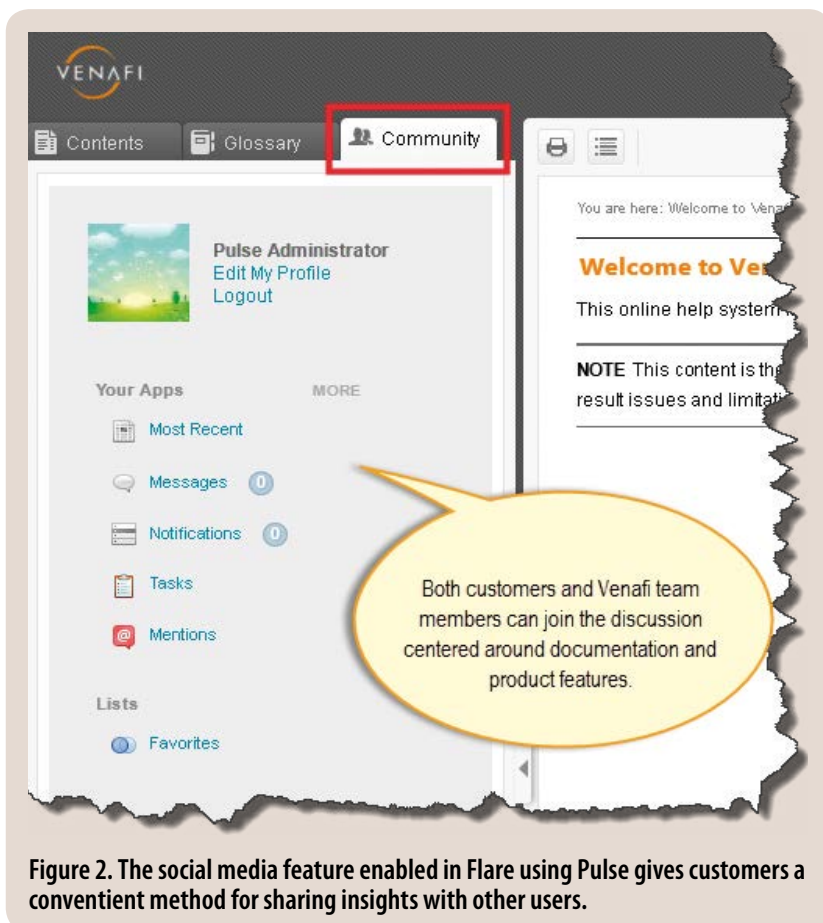 VENAFI
Contents
Glossary
Community
Pulse Administrator
Edit My Profile
Logout
Your Apps
MORE
Most Recent
Messages 0
Notifications 0
Tasks
Mentions
Lists
Favorites
You are here: Welcome to
Welcome to
This online help system
NOTE This content is the
result issues and
Both customers and Venafi team
members can join the discussion
centered around documentation and
product features.
Figure 2. The social media feature enabled in Flare using Pulse gives customers a
conventient method for sharing insights with other users.